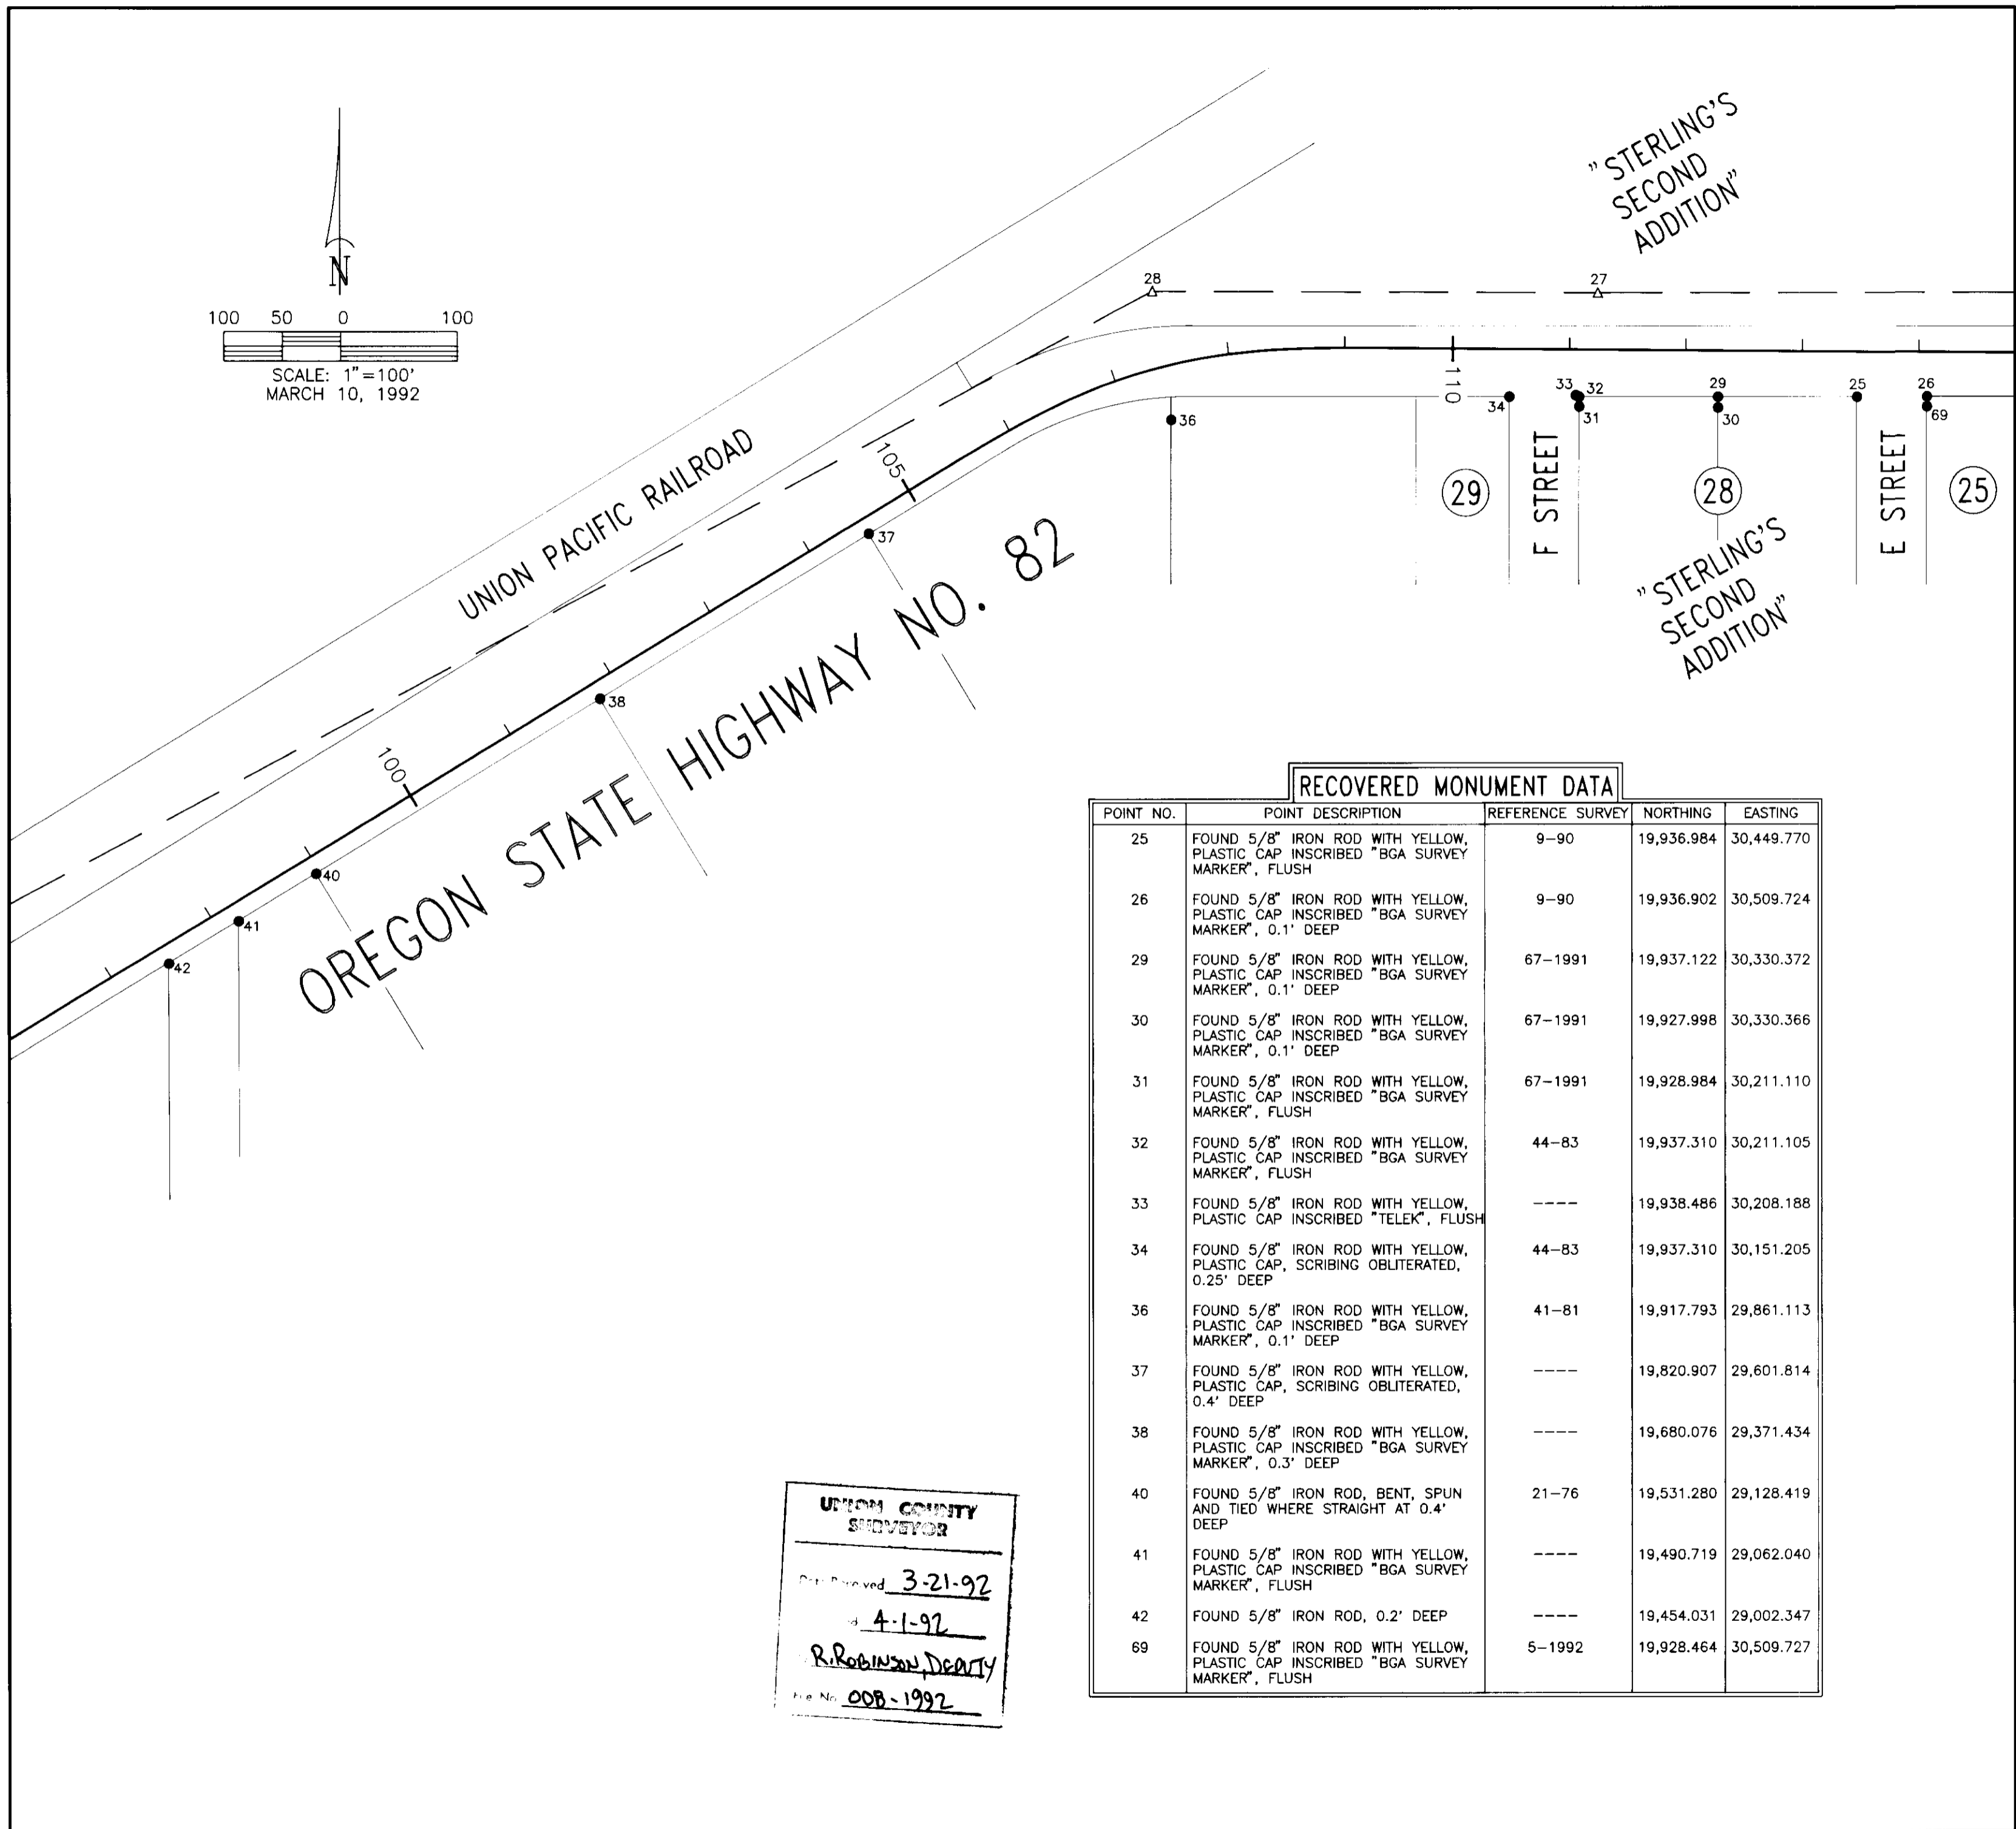 N
100 50 0 100
SCALE: 1"=100'
MARCH 10, 1992
"STERLING'S
SECOND
ADDITION"
28
27
UNION PACIFIC RAILROAD
OREGON STATE HIGHWAY NO. 82
100
105
110
36
37
38
40
41
42
34
33
32
31
29
30
25
26
69
29
F STREET
28
E STREET
25
"STERLING'S
SECOND
ADDITION"
RECOVERED MONUMENT DATA
POINT NO. POINT DESCRIPTION REFERENCE SURVEY NORTHING EASTING
25 FOUND 5/8" IRON ROD WITH YELLOW, 9-90 19,936.984 30,449.770
PLASTIC CAP INSCRIBED "BGA SURVEY
MARKER", FLUSH
26 FOUND 5/8" IRON ROD WITH YELLOW, 9-90 19,936.902 30,509.724
PLASTIC CAP INSCRIBED "BGA SURVEY
MARKER", 0.1' DEEP
29 FOUND 5/8" IRON ROD WITH YELLOW, 67-1991 19,937.122 30,330.372
PLASTIC CAP INSCRIBED "BGA SURVEY
MARKER", 0.1' DEEP
30 FOUND 5/8" IRON ROD WITH YELLOW, 67-1991 19,927.998 30,330.366
PLASTIC CAP INSCRIBED "BGA SURVEY
MARKER", 0.1' DEEP
31 FOUND 5/8" IRON ROD WITH YELLOW, 67-1991 19,928.984 30,211.110
PLASTIC CAP INSCRIBED "BGA SURVEY
MARKER", FLUSH
32 FOUND 5/8" IRON ROD WITH YELLOW, 44-83 19,937.310 30,211.105
PLASTIC CAP INSCRIBED "BGA SURVEY
MARKER", FLUSH
33 FOUND 5/8" IRON ROD WITH YELLOW, ---- 19,938.486 30,208.188
PLASTIC CAP INSCRIBED "TELEK", FLUSH
34 FOUND 5/8" IRON ROD WITH YELLOW, 44-83 19,937.310 30,151.205
PLASTIC CAP, SCRIBING OBLITERATED,
0.25' DEEP
36 FOUND 5/8" IRON ROD WITH YELLOW, 41-81 19,917.793 29,861.113
PLASTIC CAP INSCRIBED "BGA SURVEY
MARKER", 0.1' DEEP
37 FOUND 5/8" IRON ROD WITH YELLOW, ---- 19,820.907 29,601.814
PLASTIC CAP, SCRIBING OBLITERATED,
0.4' DEEP
38 FOUND 5/8" IRON ROD WITH YELLOW, ---- 19,680.076 29,371.434
PLASTIC CAP INSCRIBED "BGA SURVEY
MARKER", 0.3' DEEP
40 FOUND 5/8" IRON ROD, BENT, SPUN 21-76 19,531.280 29,128.419
AND TIED WHERE STRAIGHT AT 0.4'
DEEP
41 FOUND 5/8" IRON ROD WITH YELLOW, ---- 19,490.719 29,062.040
PLASTIC CAP INSCRIBED "BGA SURVEY
MARKER", FLUSH
42 FOUND 5/8" IRON ROD, 0.2' DEEP ---- 19,454.031 29,002.347
69 FOUND 5/8" IRON ROD WITH YELLOW, 5-1992 19,928.464 30,509.727
PLASTIC CAP INSCRIBED "BGA SURVEY
MARKER", FLUSH
UNION COUNTY
SURVEYOR
Date Received 3-21-92
4-1-92
R. ROBINSON, DEPUTY
File No 008-1992